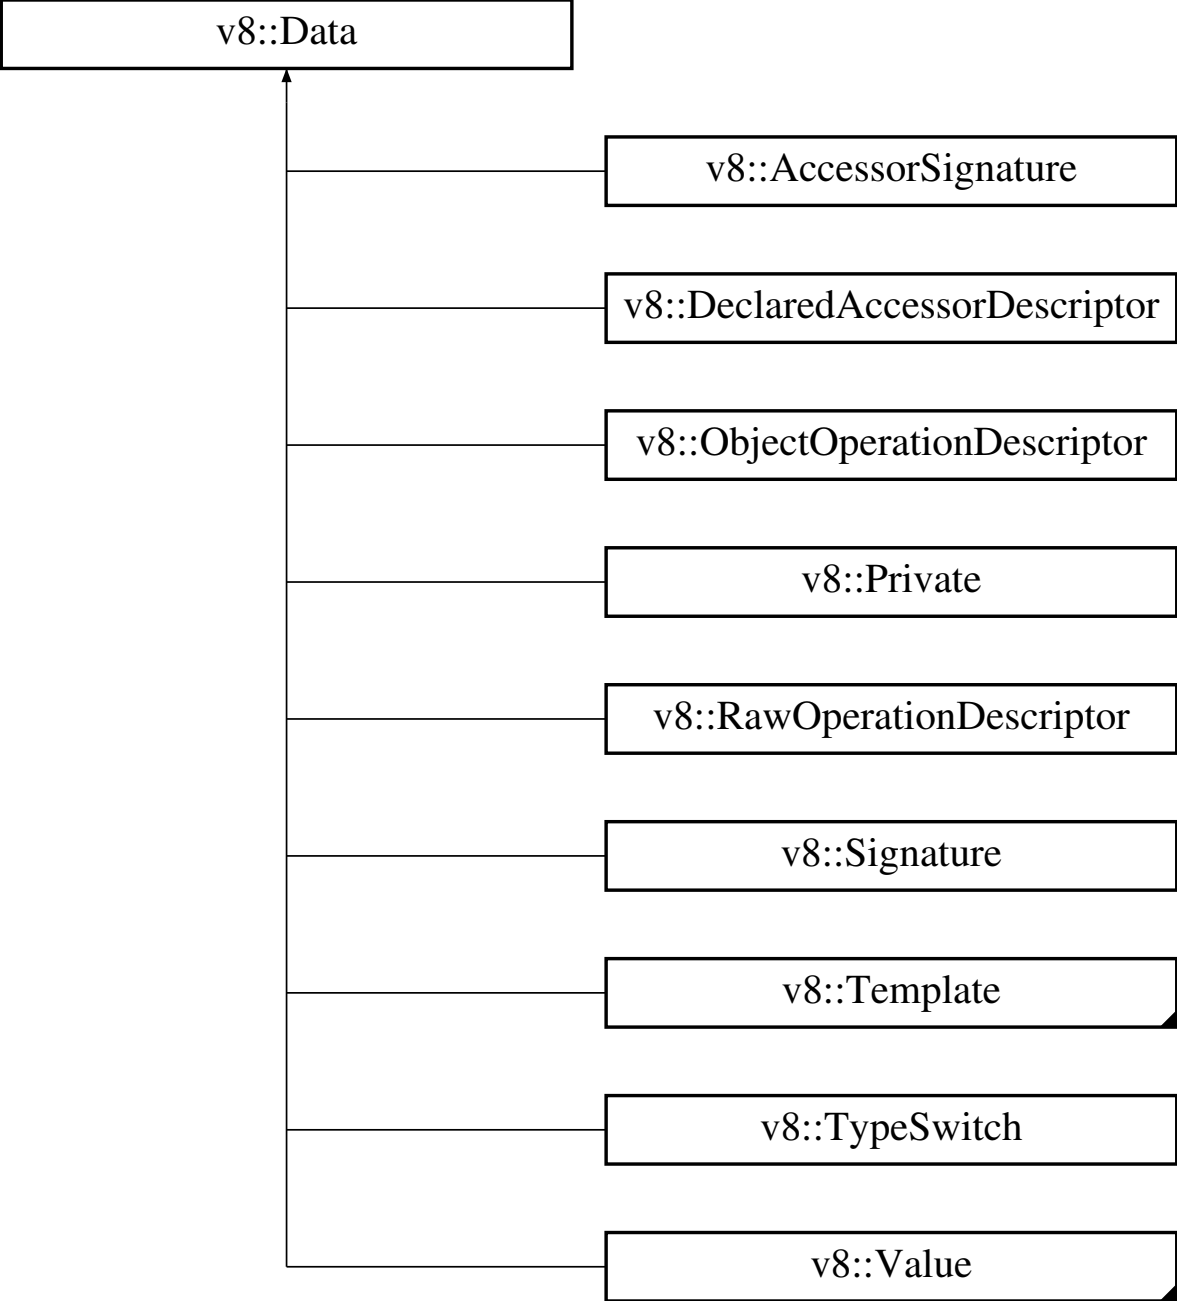 v8::Data
v8::AccessorSignature
v8::DeclaredAccessorDescriptor
v8::ObjectOperationDescriptor
v8::Private
v8::RawOperationDescriptor
v8::Signature
v8::Template
v8::TypeSwitch
v8::Value